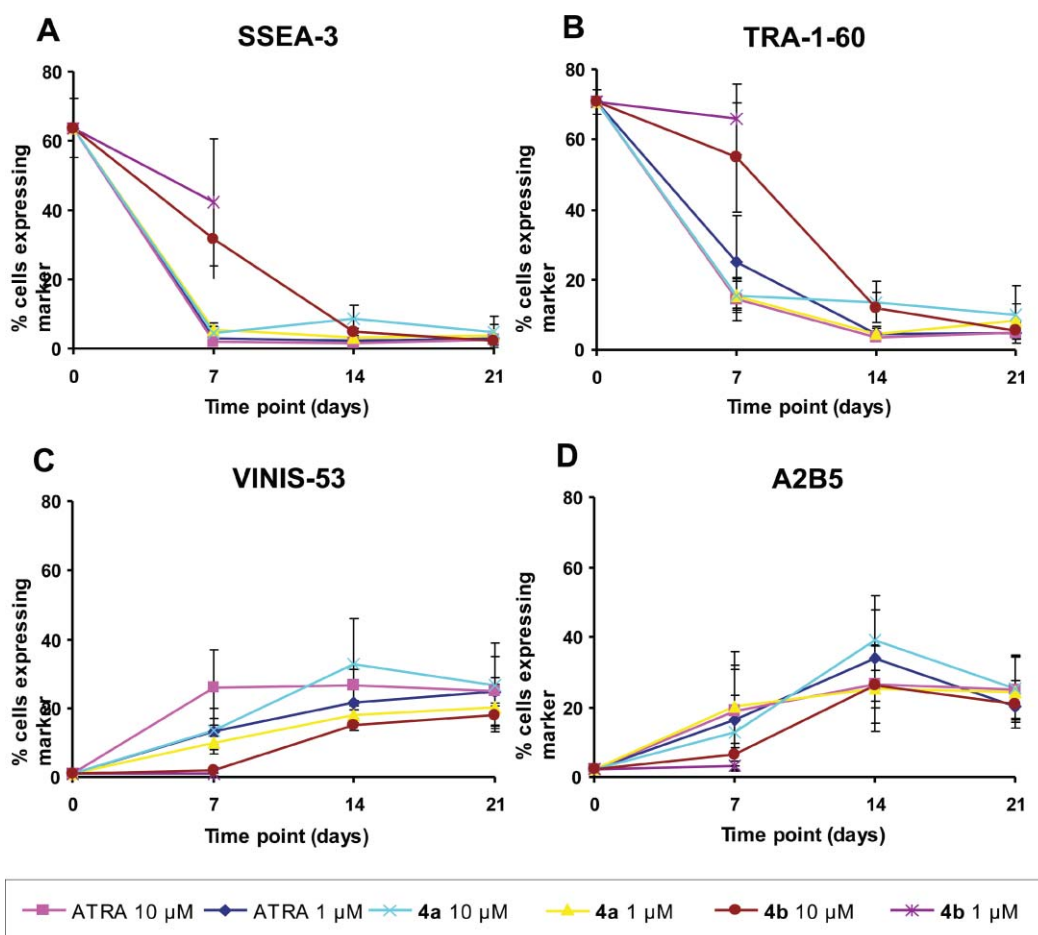 A
SSEA-3
% cells expressing
marker
80
60
40
20
0
0 7 14 21
Time point (days)
B
TRA-1-60
% cells expressing
marker
80
60
40
20
0
0 7 14 21
Time point (days)
C
VINIS-53
% cells expressing
marker
80
60
40
20
0
0 7 14 21
Time point (days)
D
A2B5
% cells expressing
marker
80
60
40
20
0
0 7 14 21
Time point (days)
ATRA 10 µM ATRA 1 µM 4a 10 µM 4a 1 µM 4b 10 µM 4b 1 µM